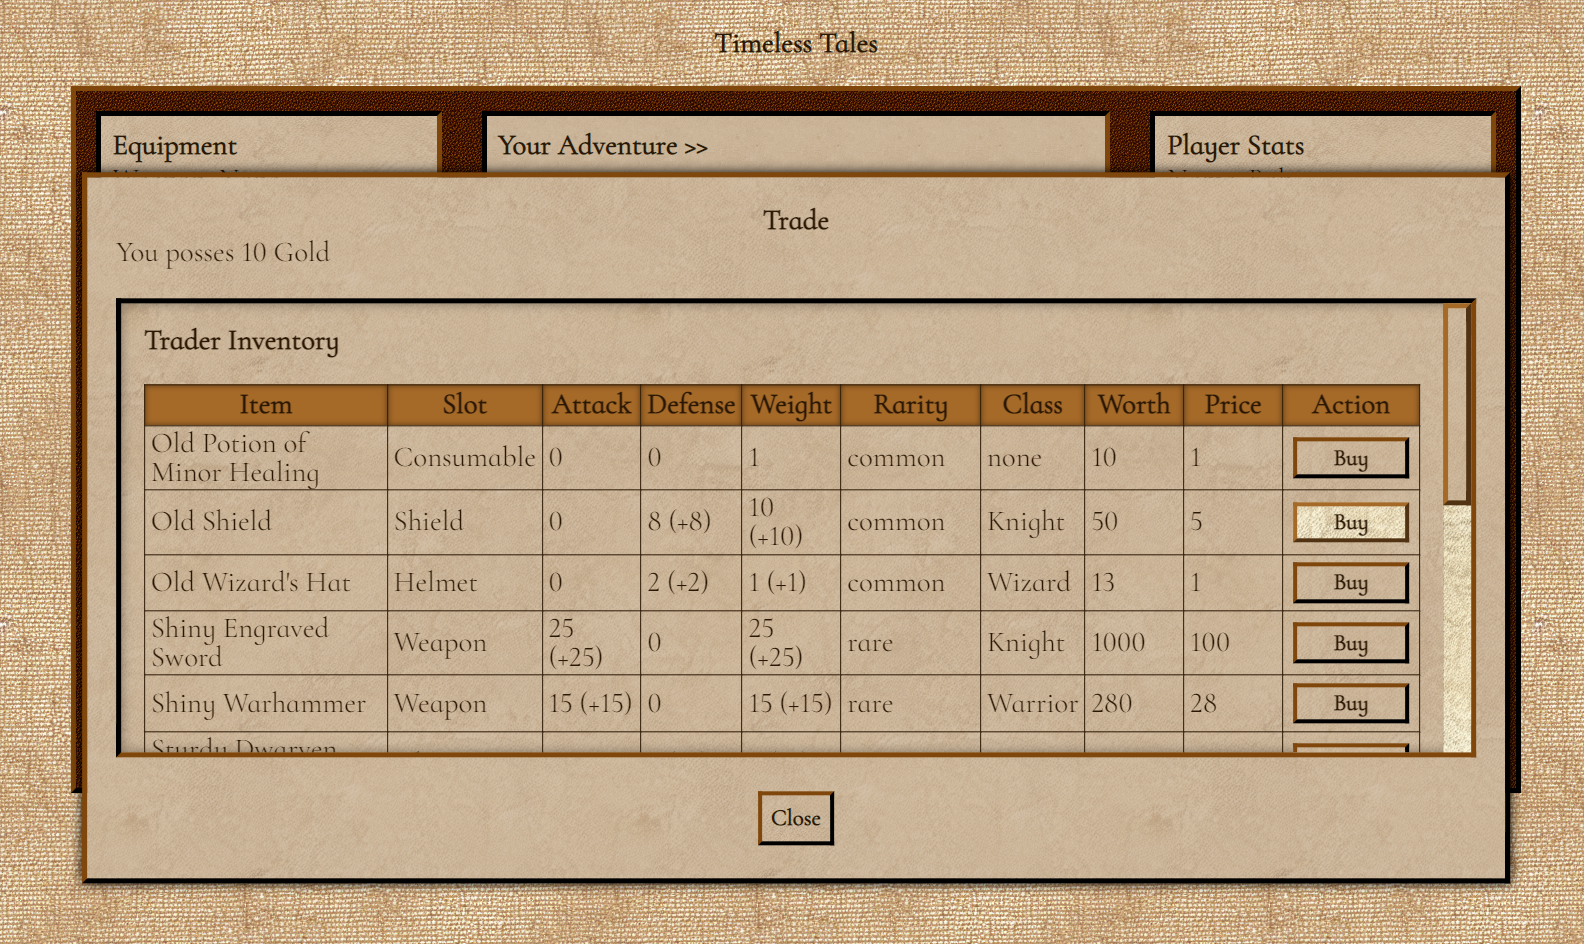 Timeless Tales
Equipment
Your Adventure >>
Player Stats
Trade
You posses 10 Gold
Trader Inventory
Item Slot Attack Defense Weight Rarity Class Worth Price Action
Old Potion of
Minor Healing
Consumable 0 0 1 common none 10 1 Buy
Old Shield Shield 0 8 (+8) 10
(+10)
common Knight 50 5 Buy
Old Wizard's Hat Helmet 0 2 (+2) 1 (+1) common Wizard 13 1 Buy
Shiny Engraved
Sword
Weapon 25
(+25)
0 25
(+25)
rare Knight 1000 100 Buy
Shiny Warhammer Weapon 15 (+15) 0 15 (+15) rare Warrior 280 28 Buy
Sturdy Dwarven
Close